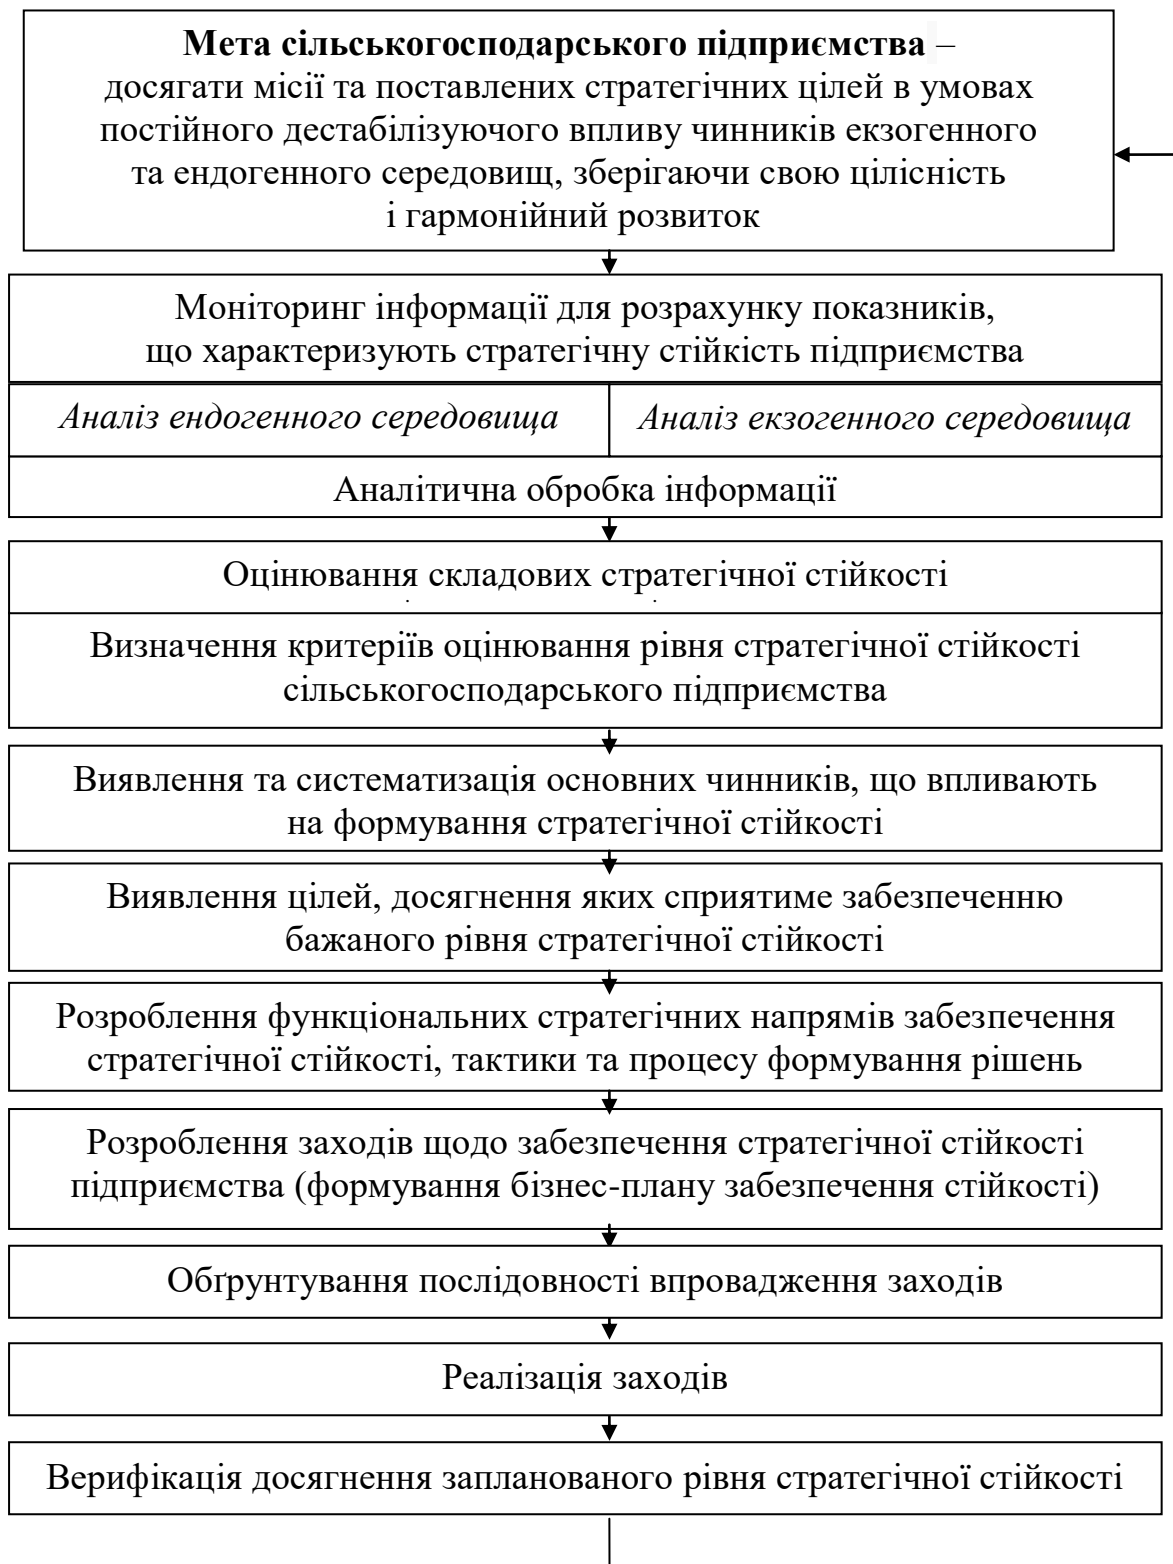 Мета сільськогосподарського підприємства –
досягати місії та поставлених стратегічних цілей в умовах
постійного дестабілізуючого впливу чинників екзогенного
та ендогенного середовищ, зберігаючи свою цілісність
і гармонійний розвиток
Моніторинг інформації для розрахунку показників,
що характеризують стратегічну стійкість підприємства
Аналіз ендогенного середовища
Аналіз екзогенного середовища
Аналітична обробка інформації
Оцінювання складових стратегічної стійкості
Визначення критеріїв оцінювання рівня стратегічної стійкості
сільськогосподарського підприємства
Виявлення та систематизація основних чинників, що впливають
на формування стратегічної стійкості
Виявлення цілей, досягнення яких сприятиме забезпеченню
бажаного рівня стратегічної стійкості
Розроблення функціональних стратегічних напрямів забезпечення
стратегічної стійкості, тактики та процесу формування рішень
Розроблення заходів щодо забезпечення стратегічної стійкості
підприємства (формування бізнес-плану забезпечення стійкості)
Обґрунтування послідовності впровадження заходів
Реалізація заходів
Верифікація досягнення запланованого рівня стратегічної стійкості